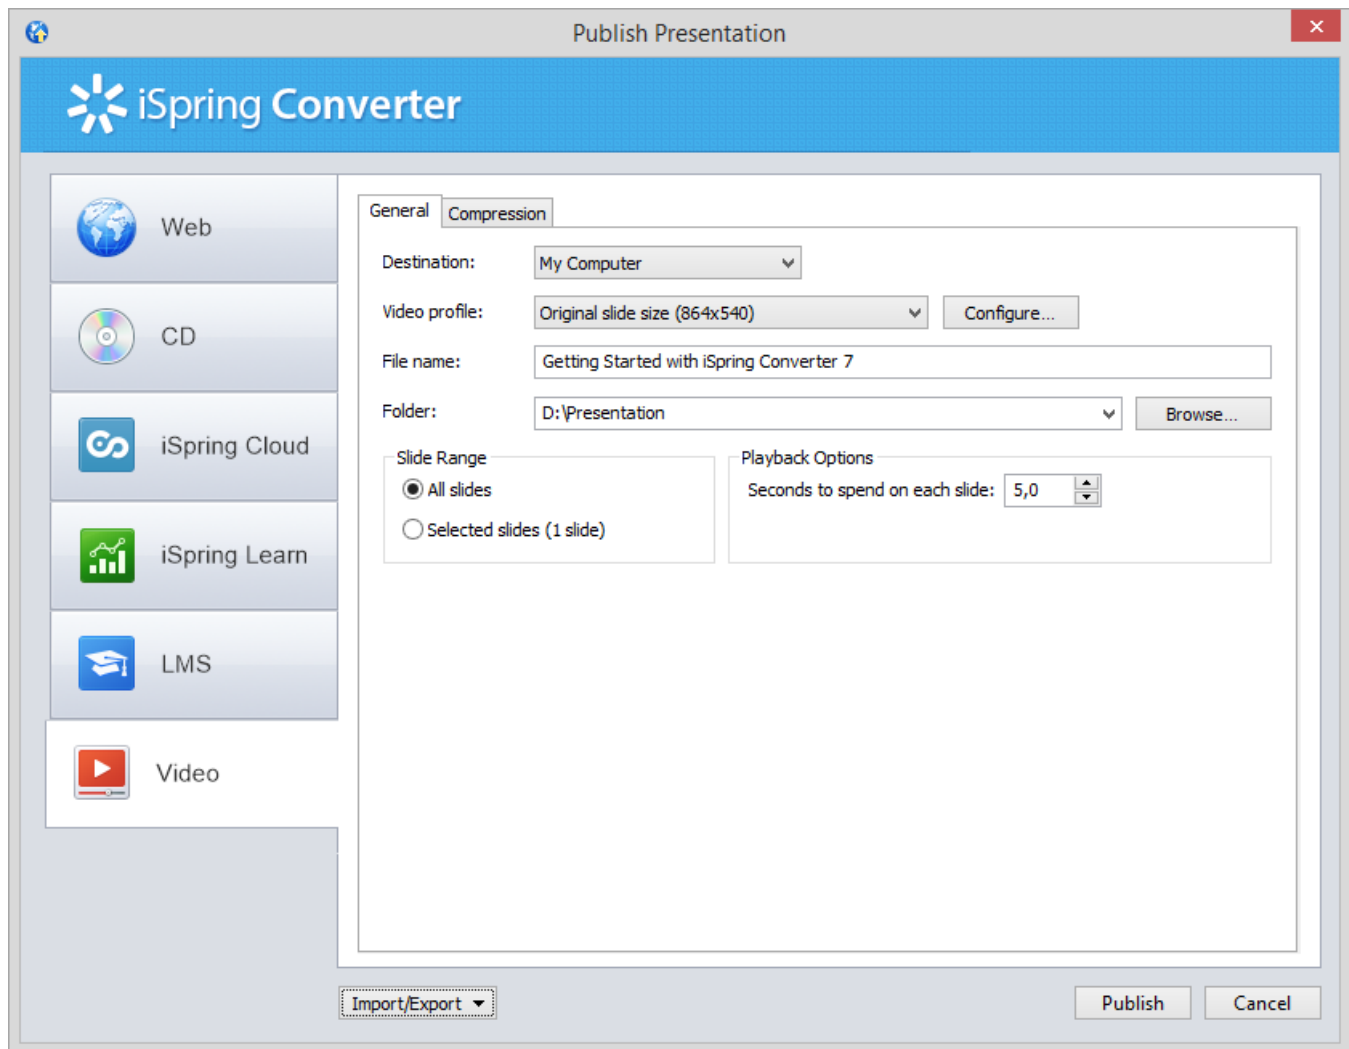 Publish Presentation
iSpring Converter
Web
CD
iSpring Cloud
iSpring Learn
LMS
Video
General
Compression
Destination:
My Computer
Video profile:
Original slide size (864x540)
Configure...
File name:
Getting Started with iSpring Converter 7
Folder:
D:\Presentation
Browse...
Slide Range
All slides
Selected slides (1 slide)
Playback Options
Seconds to spend on each slide:
5,0
Import/Export
Publish
Cancel